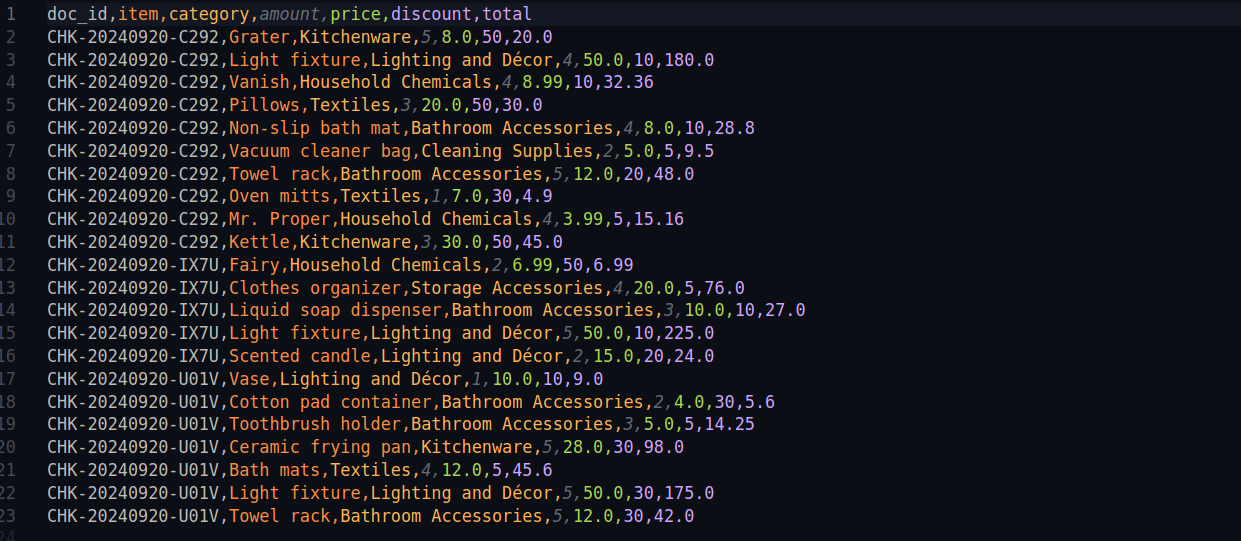 1 doc_id,item,category,amount,price,discount,total
2 CHK-20240920-C292,Grater,Kitchenware,5,8.0,50,20.0
3 CHK-20240920-C292,Light fixture,Lighting and Décor,4,50.0,10,180.0
4 CHK-20240920-C292,Vanish,Household Chemicals,4,8.99,10,32.36
5 CHK-20240920-C292,Pillows,Textiles,3,20.0,50,30.0
6 CHK-20240920-C292,Non-slip bath mat,Bathroom Accessories,4,8.0,10,28.8
7 CHK-20240920-C292,Vacuum cleaner bag,Cleaning Supplies,2,5.0,5,9.5
8 CHK-20240920-C292,Towel rack,Bathroom Accessories,5,12.0,20,48.0
9 CHK-20240920-C292,Oven mitts,Textiles,1,7.0,30,4.9
10 CHK-20240920-C292,Mr. Proper,Household Chemicals,4,3.99,5,15.16
11 CHK-20240920-C292,Kettle,Kitchenware,3,30.0,50,45.0
12 CHK-20240920-IX7U,Fairy,Household Chemicals,2,6.99,50,6.99
13 CHK-20240920-IX7U,Clothes organizer,Storage Accessories,4,20.0,5,76.0
14 CHK-20240920-IX7U,Liquid soap dispenser,Bathroom Accessories,3,10.0,10,27.0
15 CHK-20240920-IX7U,Light fixture,Lighting and Décor,5,50.0,10,225.0
16 CHK-20240920-IX7U,Scented candle,Lighting and Décor,2,15.0,20,24.0
17 CHK-20240920-U01V,Vase,Lighting and Décor,1,10.0,10,9.0
18 CHK-20240920-U01V,Cotton pad container,Bathroom Accessories,2,4.0,30,5.6
19 CHK-20240920-U01V,Toothbrush holder,Bathroom Accessories,3,5.0,5,14.25
20 CHK-20240920-U01V,Ceramic frying pan,Kitchenware,5,28.0,30,98.0
21 CHK-20240920-U01V,Bath mats,Textiles,4,12.0,5,45.6
22 CHK-20240920-U01V,Light fixture,Lighting and Décor,5,50.0,30,175.0
23 CHK-20240920-U01V,Towel rack,Bathroom Accessories,5,12.0,30,42.0
24